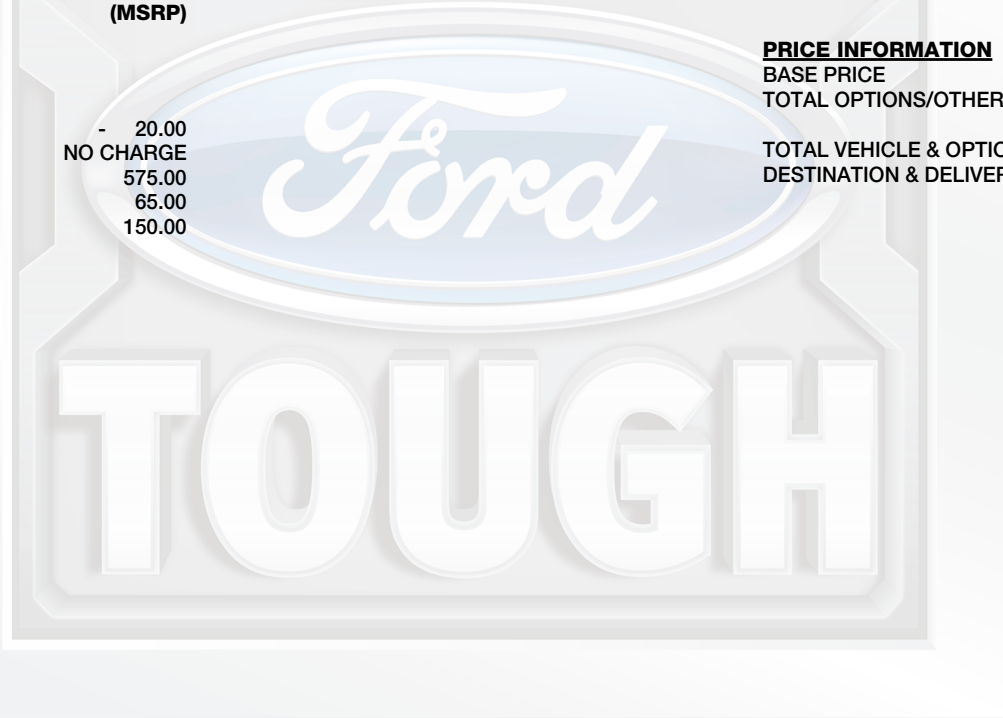 (MSRP)
- 20.00
NO CHARGE
575.00
65.00
150.00
PRICE INFORMATION
BASE PRICE
TOTAL OPTIONS/OTHER
TOTAL VEHICLE & OPTIO
DESTINATION & DELIVER
Ford
TOUGH